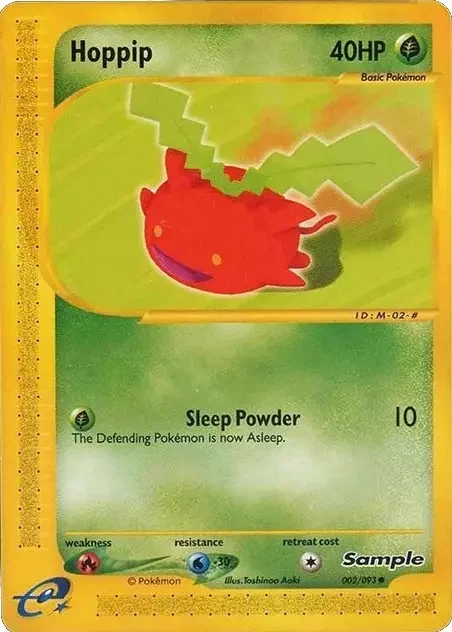 Hoppip
40HP
Basic Pokémon
ID:M-02-#
Sleep Powder 10
The Defending Pokémon is now Asleep.
weakness resistance retreat cost
-30
Sample
© Pokémon Illus.Toshinao Aoki 002/093 ●
e